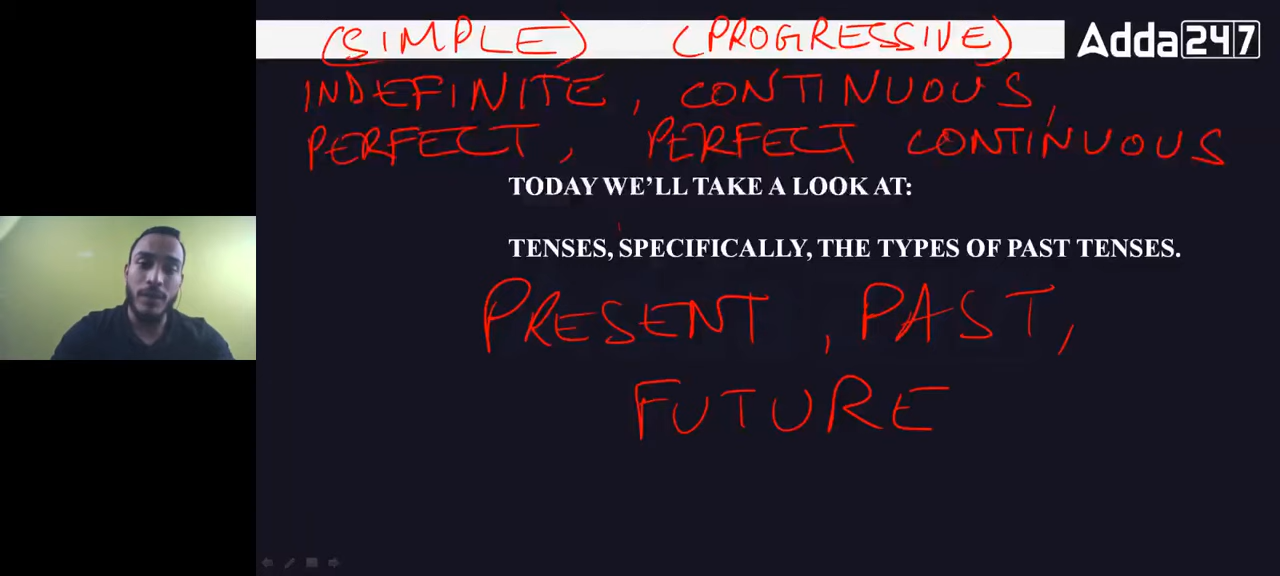 (SIMPLE) (PROGRESSIVE)
Adda247
INDEFINITE, CONTINUOUS,
PERFECT, PERFECT CONTINUOUS
TODAY WE'LL TAKE A LOOK AT:
TENSES, SPECIFICALLY, THE TYPES OF PAST TENSES.
PRESENT, PAST,
FUTURE